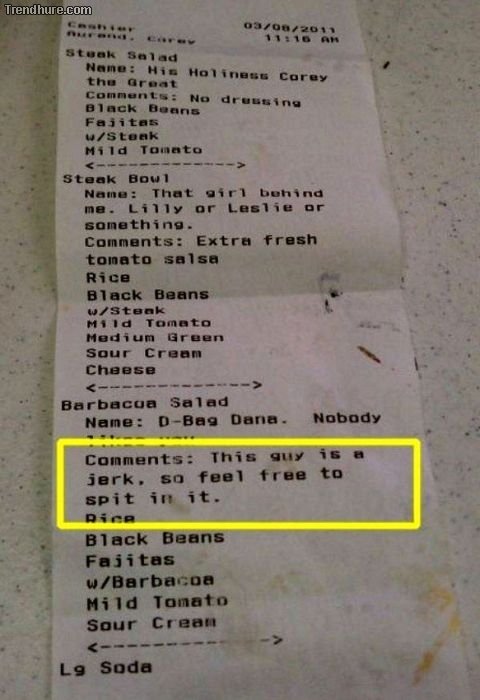 Trendhure.com
Cashier 03/08/2011
Aurand, Corey 11:16 AM
Steak Salad
Name: His Holiness Corey
the Great
Comments: No dressing
Black Beans
Fajitas
w/Steak
Mild Tomato
<--------------->
Steak Bowl
Name: That girl behind
me. Lilly or Leslie or
something.
Comments: Extra fresh
tomato salsa
Rice
Black Beans
w/Steak
Mild Tomato
Medium Green
Sour Cream
Cheese
<--------------->
Barbacoa Salad
Name: D-Bag Dana. Nobody
likes you
Comments: This guy is a
jerk, so feel free to
spit in it.
Rice
Black Beans
Fajitas
w/Barbacoa
Mild Tomato
Sour Cream
<--------------->
Lg Soda